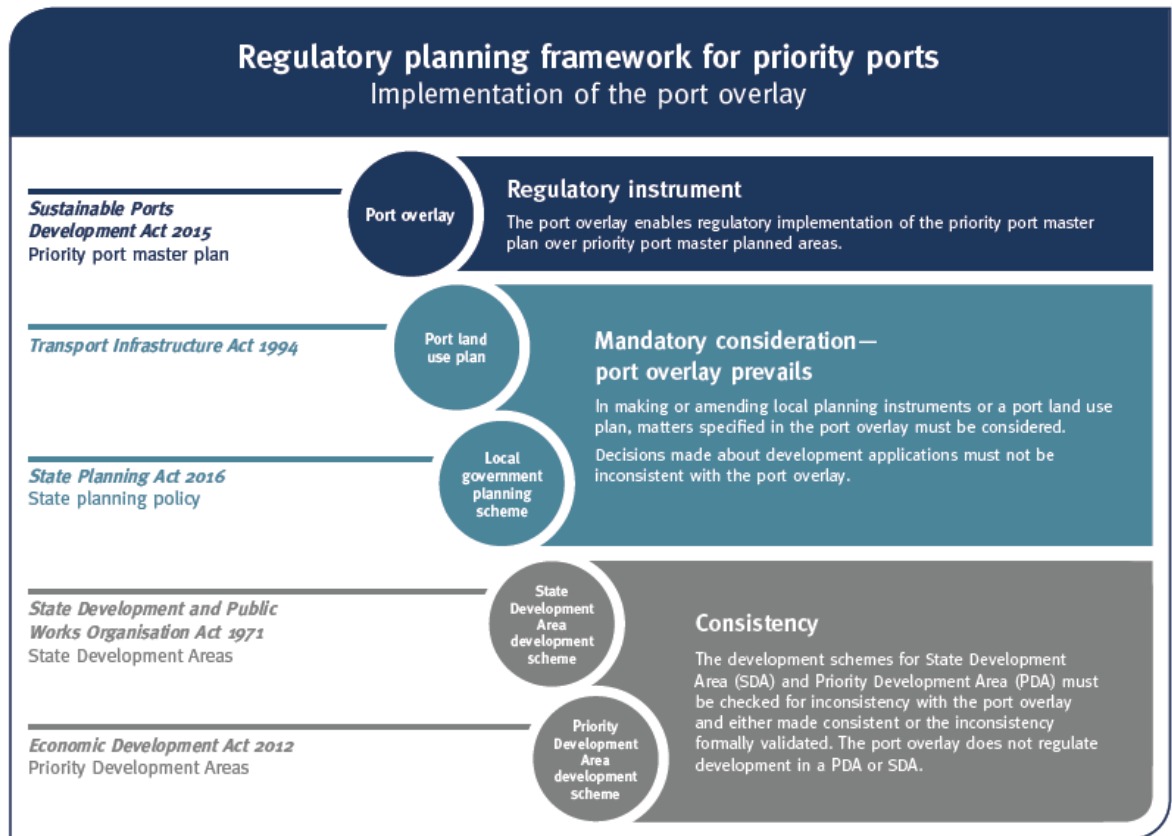 Regulatory planning framework for priority ports
Implementation of the port overlay
Sustainable Ports
Development Act 2015
Priority port master plan
Port overlay
Regulatory instrument
The port overlay enables regulatory implementation of the priority port master
plan over priority port master planned areas.
Transport Infrastructure Act 1994
Port land
use plan
Mandatory consideration—
port overlay prevails
In making or amending local planning instruments or a port land use
plan, matters specified in the port overlay must be considered.
Decisions made about development applications must not be
inconsistent with the port overlay.
State Planning Act 2016
State planning policy
Local
government
planning
scheme
State Development and Public
Works Organisation Act 1971
State Development Areas
State
Development
Area
development
scheme
Consistency
The development schemes for State Development
Area (SDA) and Priority Development Area (PDA) must
be checked for inconsistency with the port overlay
and either made consistent or the inconsistency
formally validated. The port overlay does not regulate
development in a PDA or SDA.
Economic Development Act 2012
Priority Development Areas
Priority
Development
Area
development
scheme